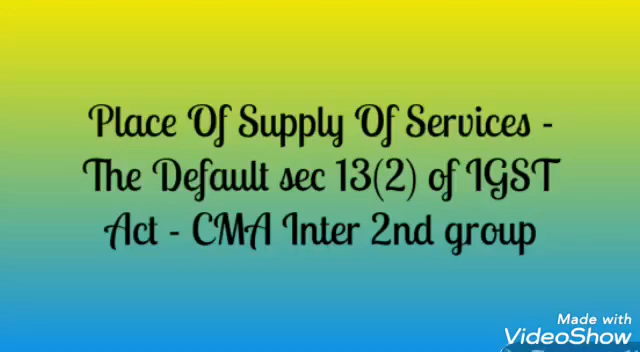 Place Of Supply Of Services -
The Default sec 13(2) of IGST
Act - CMA Inter 2nd group
Made with
VideoShow